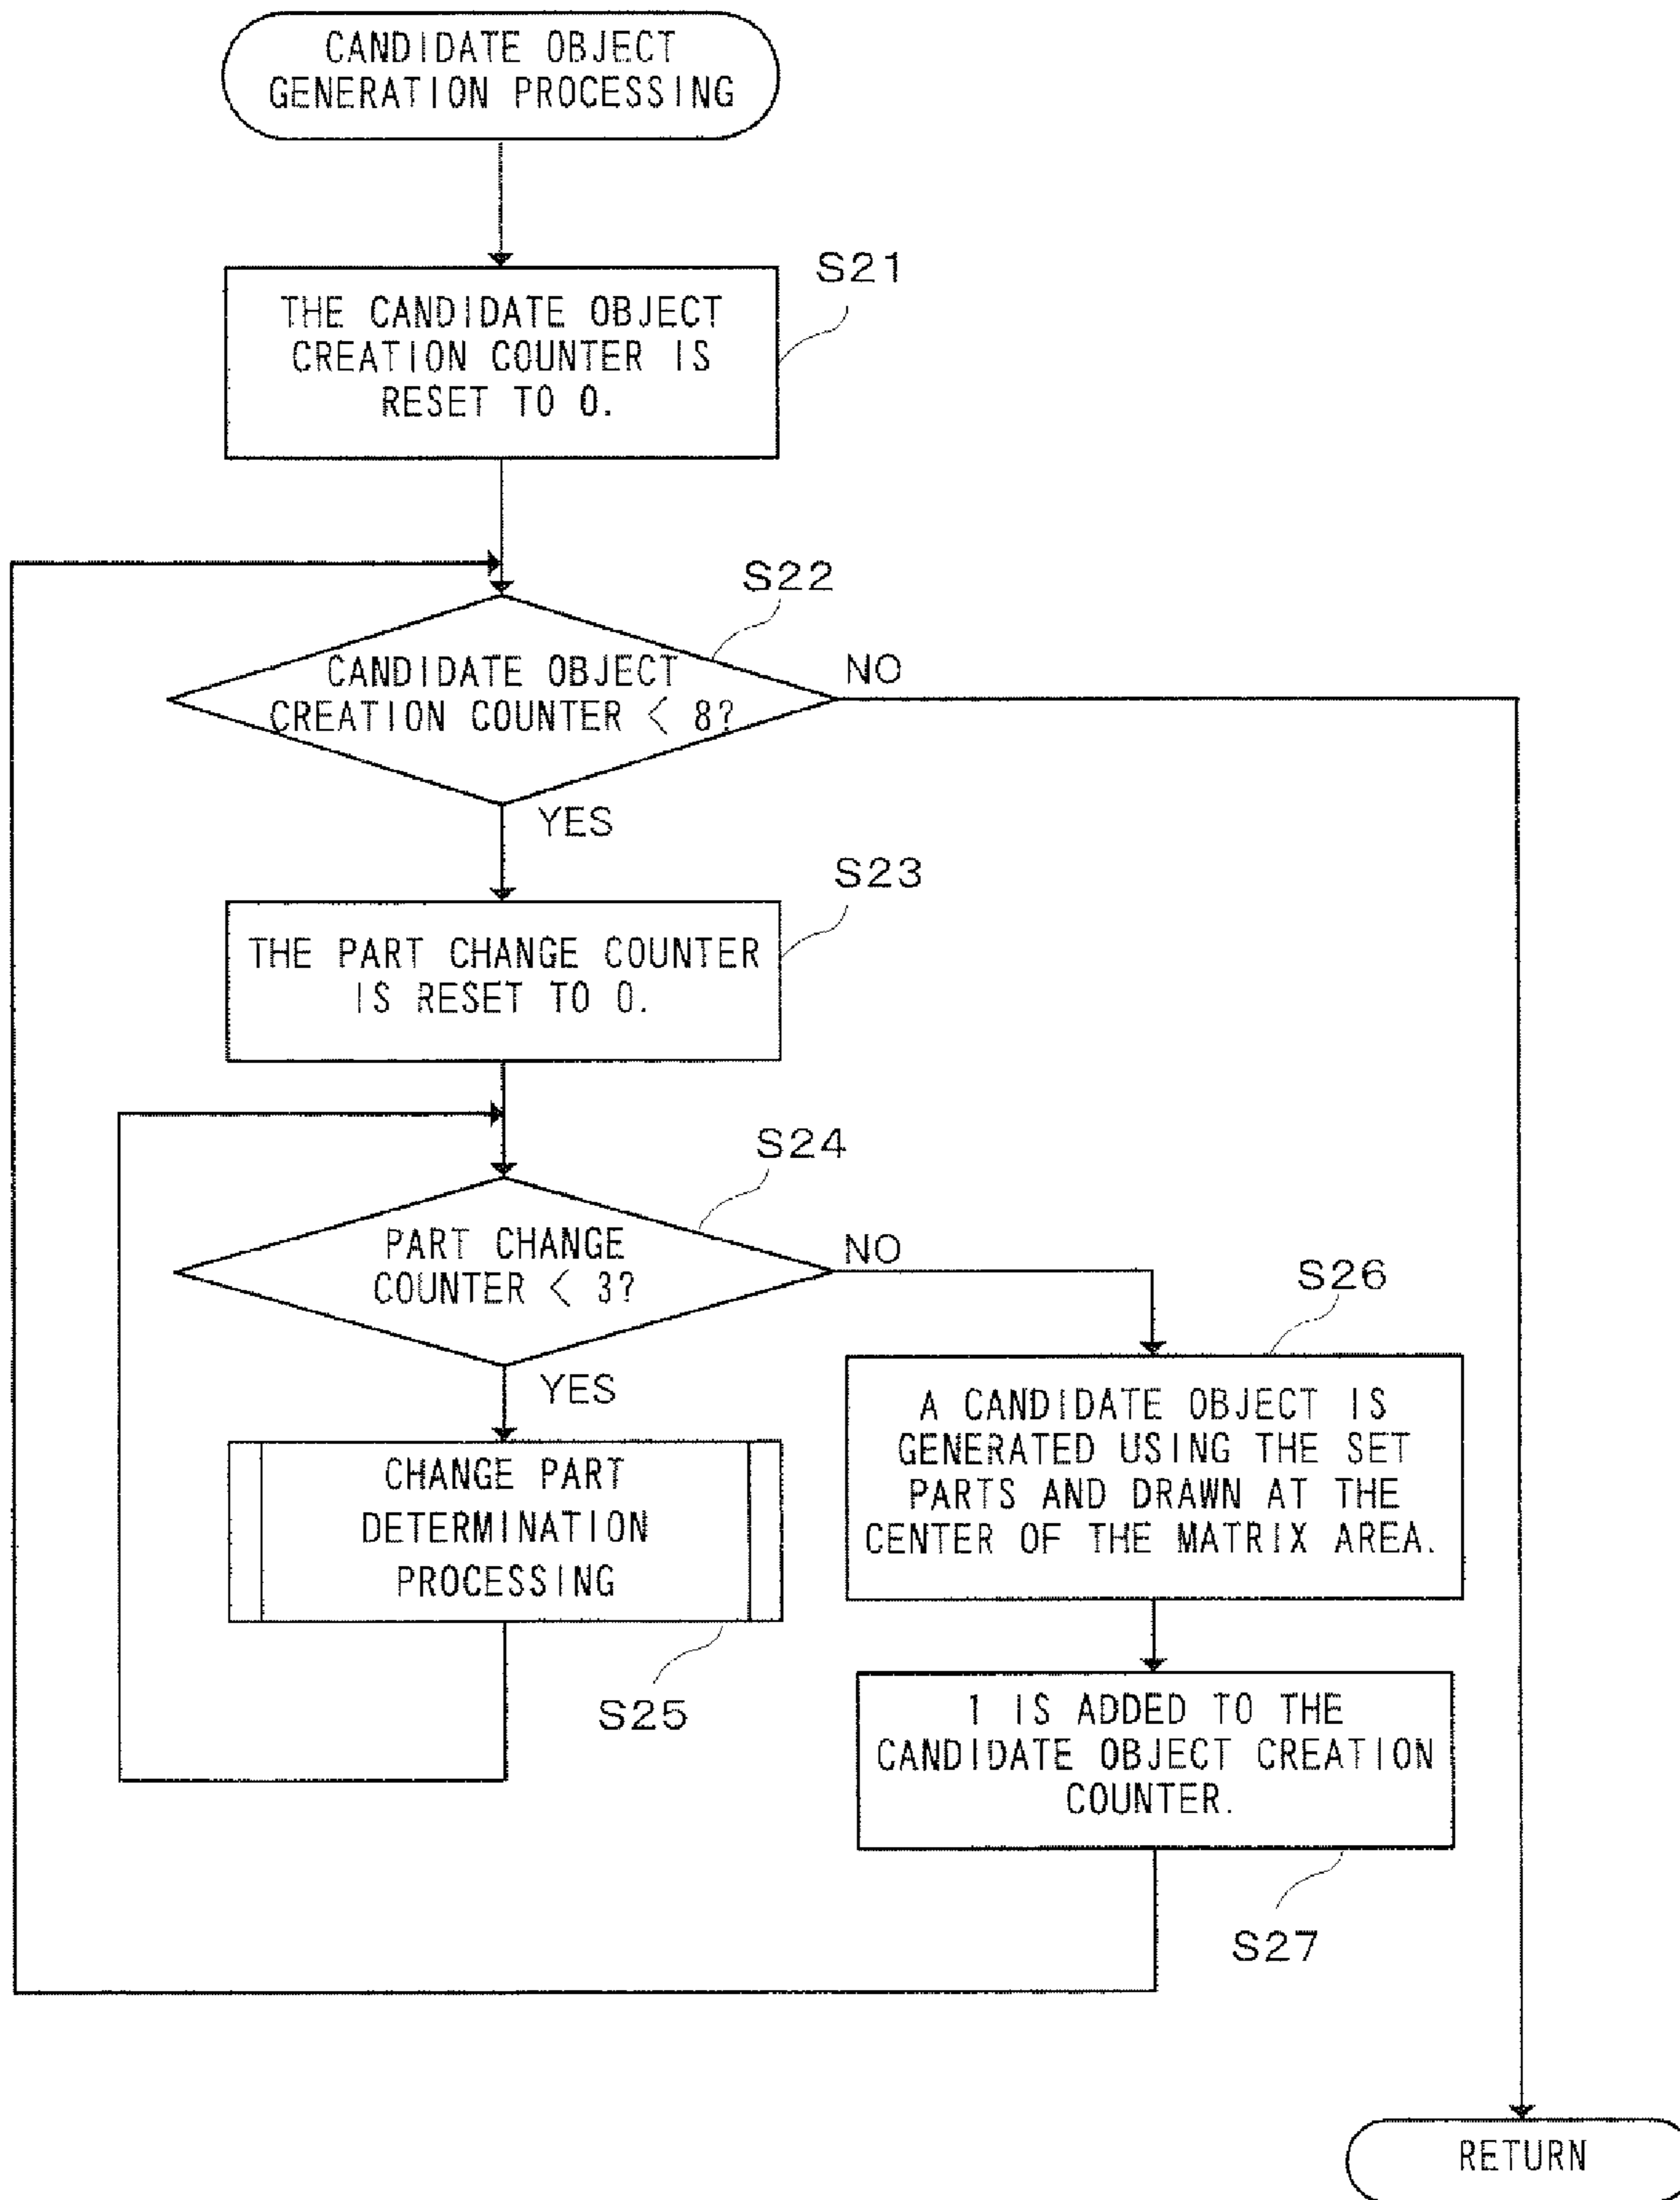 CANDIDATE OBJECT
GENERATION PROCESSING
S21
THE CANDIDATE OBJECT
CREATION COUNTER IS
RESET TO 0.
S22
CANDIDATE OBJECT
CREATION COUNTER < 8?
NO
YES
S23
THE PART CHANGE COUNTER
IS RESET TO 0.
S24
PART CHANGE
COUNTER < 3?
NO
YES
S26
A CANDIDATE OBJECT IS
GENERATED USING THE SET
PARTS AND DRAWN AT THE
CENTER OF THE MATRIX AREA.
CHANGE PART
DETERMINATION
PROCESSING
S25
1 IS ADDED TO THE
CANDIDATE OBJECT CREATION
COUNTER.
S27
RETURN